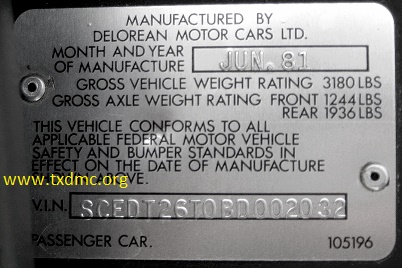 MANUFACTURED BY
DELOREAN MOTOR CARS LTD.
MONTH AND YEAR
OF MANUFACTURE JUN. 81
GROSS VEHICLE WEIGHT RATING 3180 LBS
GROSS AXLE WEIGHT RATING FRONT 1244 LBS
REAR 1936 LBS
THIS VEHICLE CONFORMS TO ALL
APPLICABLE FEDERAL MOTOR VEHICLE
SAFETY AND BUMPER STANDARDS IN
EFFECT ON THE DATE OF MANUFACTURE
ABOVE.
www.txdmc.org
V.I.N. SCEDT26T0BD002032
PASSENGER CAR. 105196